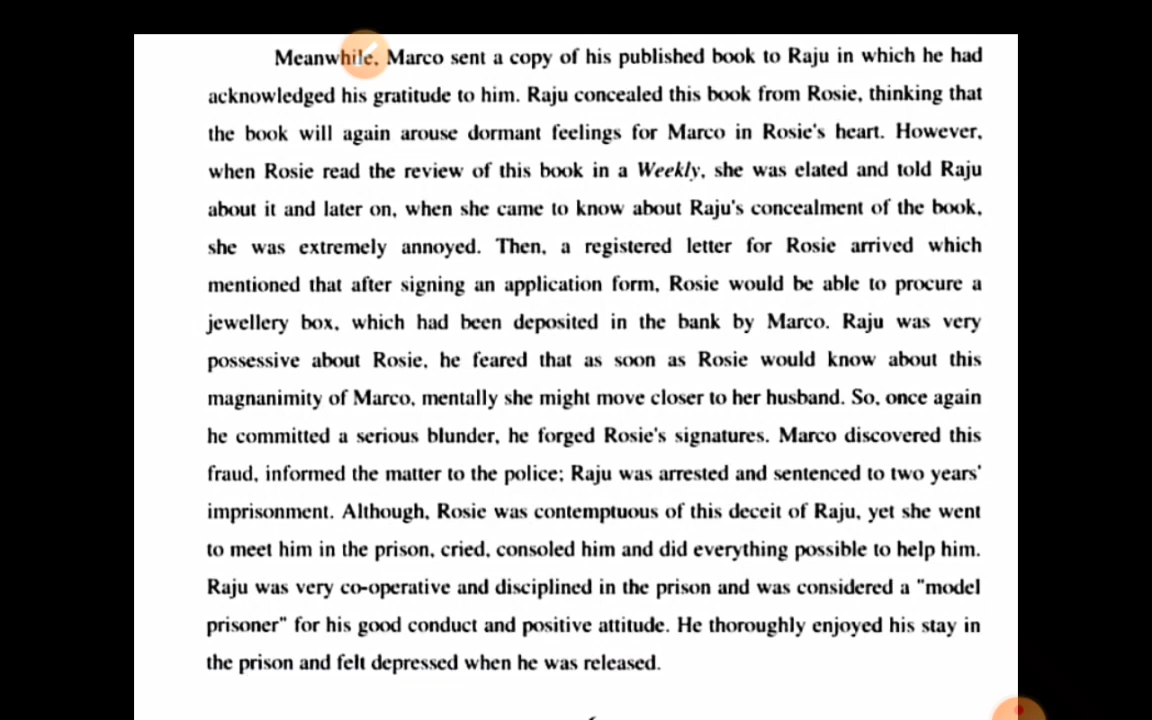 Meanwhile, Marco sent a copy of his published book to Raju in which he had
acknowledged his gratitude to him. Raju concealed this book from Rosie, thinking that
the book will again arouse dormant feelings for Marco in Rosie's heart. However,
when Rosie read the review of this book in a Weekly, she was elated and told Raju
about it and later on, when she came to know about Raju's concealment of the book,
she was extremely annoyed. Then, a registered letter for Rosie arrived which
mentioned that after signing an application form, Rosie would be able to procure a
jewellery box, which had been deposited in the bank by Marco. Raju was very
possessive about Rosie, he feared that as soon as Rosie would know about this
magnanimity of Marco, mentally she might move closer to her husband. So, once again
he committed a serious blunder, he forged Rosie's signatures. Marco discovered this
fraud, informed the matter to the police; Raju was arrested and sentenced to two years'
imprisonment. Although, Rosie was contemptuous of this deceit of Raju, yet she went
to meet him in the prison, cried, consoled him and did everything possible to help him.
Raju was very co-operative and disciplined in the prison and was considered a "model
prisoner" for his good conduct and positive attitude. He thoroughly enjoyed his stay in
the prison and felt depressed when he was released.